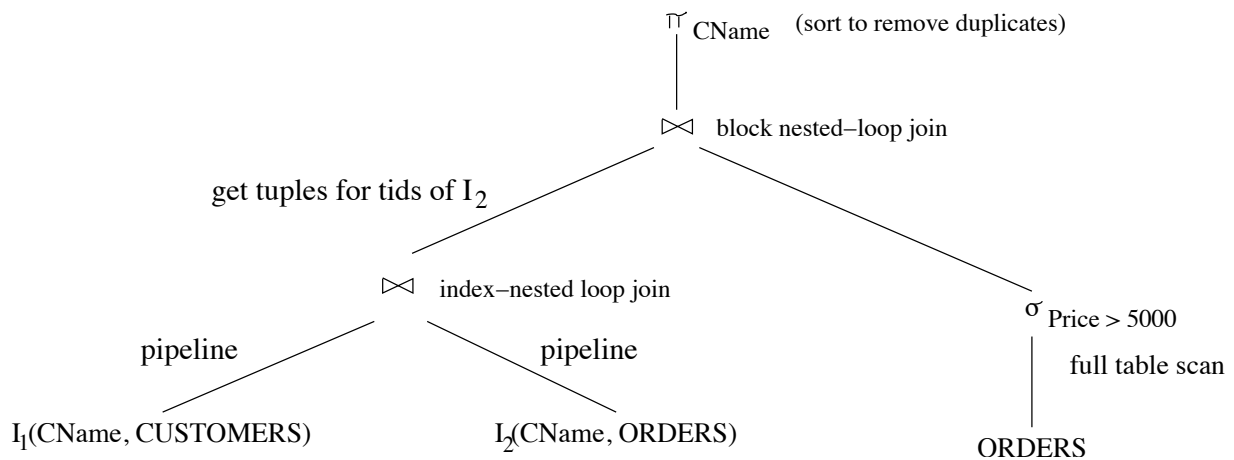 π CName (sort to remove duplicates)
⋈ block nested–loop join
get tuples for tids of I2
⋈ index–nested loop join
σ Price > 5000
pipeline
pipeline
full table scan
I1(CName, CUSTOMERS)
I2(CName, ORDERS)
ORDERS